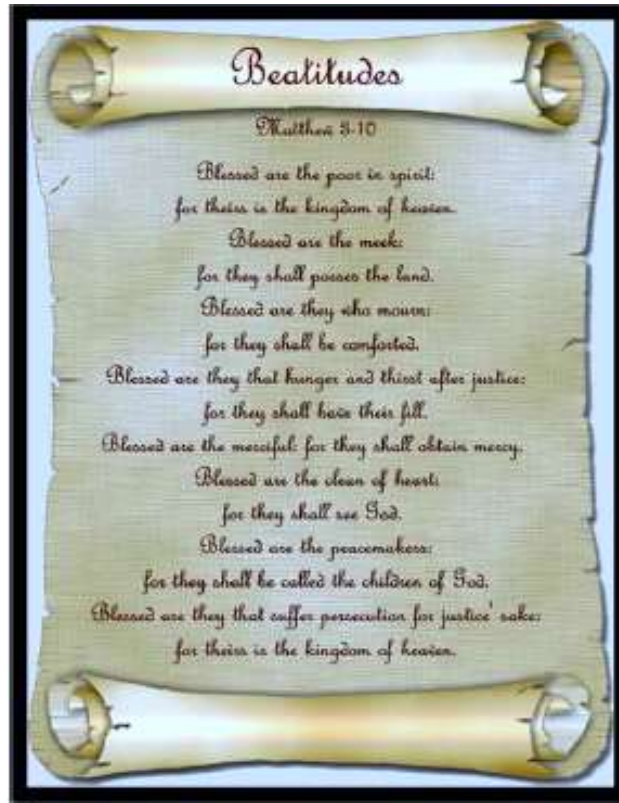 Beatitudes
Matthew 5-10
Blessed are the poor in spirit:
for theirs is the kingdom of heaven.
Blessed are the meek:
for they shall posses the land.
Blessed are they who mourn:
for they shall be comforted.
Blessed are they that hunger and thirst after justice:
for they shall have their fill.
Blessed are the merciful: for they shall obtain mercy.
Blessed are the clean of heart:
for they shall see God.
Blessed are the peacemakers:
for they shall be called the children of God.
Blessed are they that suffer persecution for justice' sake:
for theirs is the kingdom of heaven.